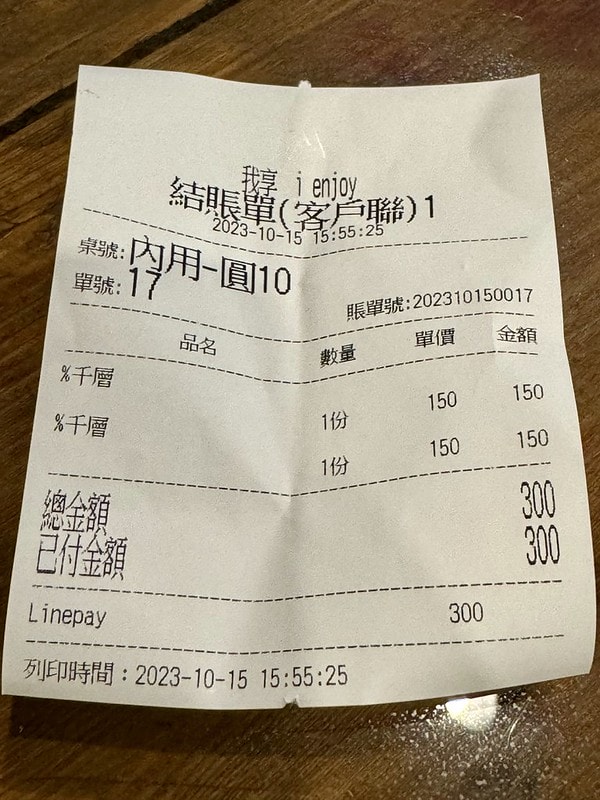 我享 i enjoy
結賬單(客戶聯)1
2023-10-15 15:55:25
桌號:內用-圓10
單號:17 賬單號:202310150017
品名 數量 單價 金額
%千層
1份 150 150
%千層
1份 150 150
總金額 300
已付金額 300
Linepay 300
列印時間：2023-10-15 15:55:25